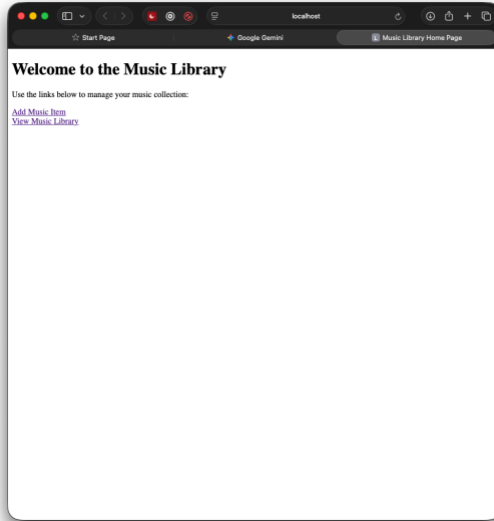 localhost
Start Page
Google Gemini
Music Library Home Page
Welcome to the Music Library
Use the links below to manage your music collection:
Add Music Item
View Music Library